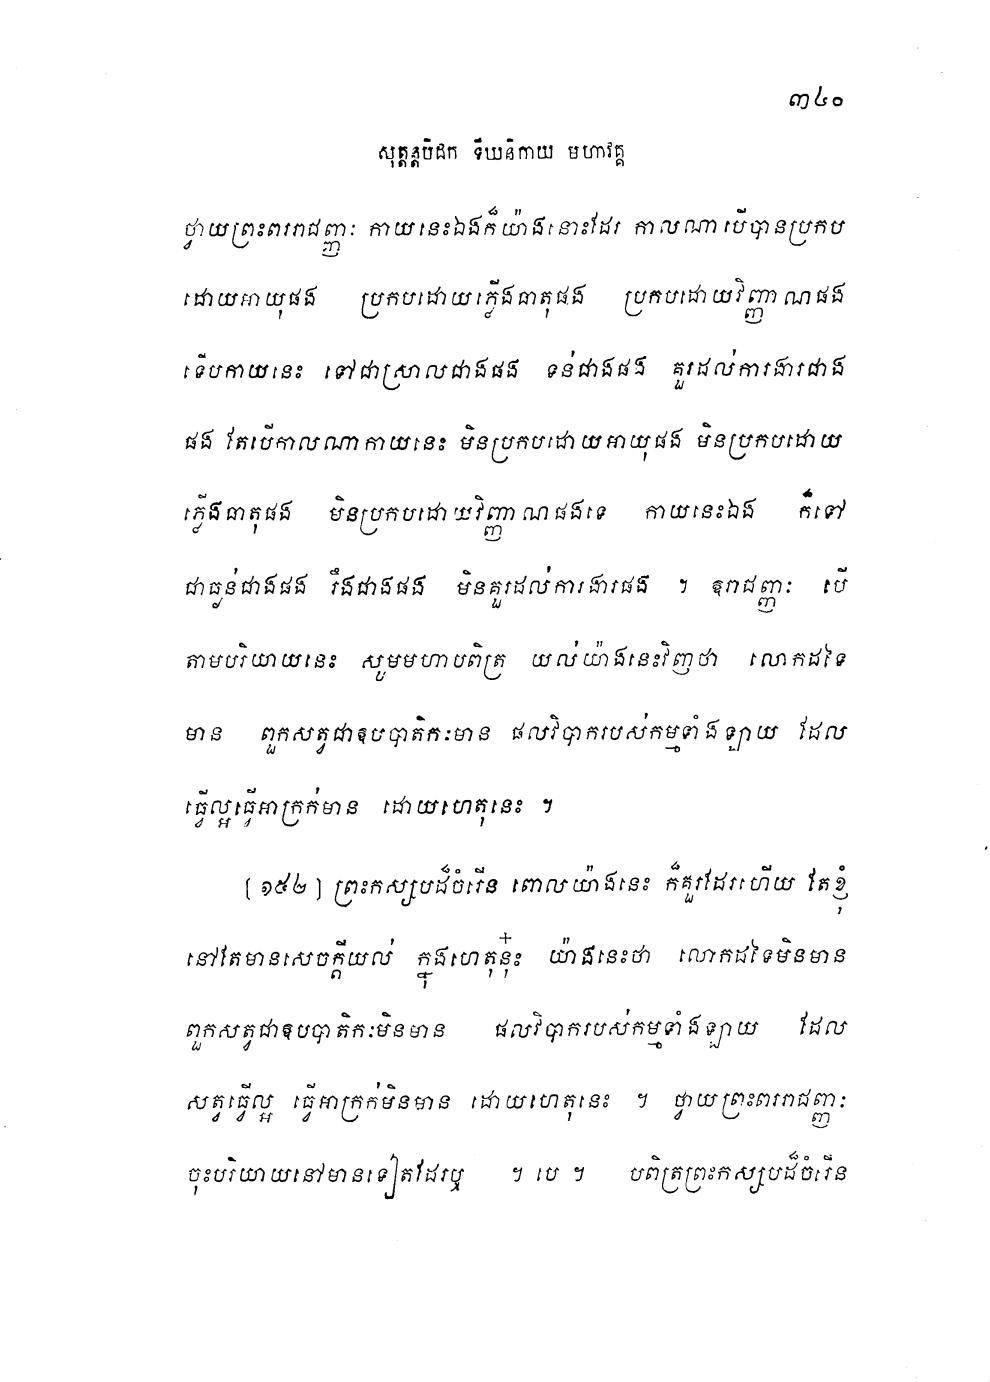 ៣៤០
សុត្តន្តបិដក ទីឃនិកាយ មហាវគ្គ
ថ្វាយព្រះពររាជញ្ញៈ កាយនេះឯងក៏យ៉ាងនោះដែរ កាលណាបើបានប្រកប
ដោយអាយុផង ប្រកបដោយភ្លើងធាតុផង ប្រកបដោយវិញ្ញាណផង
ទើបកាយនេះ ទៅជាស្រាលជាងផង ទន់ជាងផង គួរដល់ការងារជាង
ផង តែបើកាលណាកាយនេះ មិនប្រកបដោយអាយុផង មិនប្រកបដោយ
ភ្លើងធាតុផង មិនប្រកបដោយវិញ្ញាណផងទេ កាយនេះឯង ក៏ទៅ
ជាធ្ងន់ជាងផង រឹងជាងផង មិនគួរដល់ការងារផង ។ ឧរាជញ្ញៈ បើ
តាមបរិយាយនេះ សូមមហាបពិត្រ យល់យ៉ាងនេះវិញថា លោកដទៃ
មាន ពួកសត្វជាឧបបាតិកៈមាន ផលវិបាករបស់កម្មទាំងឡាយ ដែល
ធ្វើល្អធ្វើអាក្រក់មាន ដោយហេតុនេះ ។
[១៥២] ព្រះកស្សបដ៏ចំរើន ពោលយ៉ាងនេះ ក៏គួរដែរហើយ តែខ្ញុំ
នៅតែមានសេចក្តីយល់ ក្នុងហេតុនុ៎ះ យ៉ាងនេះថា លោកដទៃមិនមាន
ពួកសត្វជាឧបបាតិកៈមិនមាន ផលវិបាករបស់កម្មទាំងឡាយ ដែល
សត្វធ្វើល្អ ធ្វើអាក្រក់មិនមាន ដោយហេតុនេះ ។ ថ្វាយព្រះពររាជញ្ញៈ
ចុះបរិយាយនៅមានទៀតដែរឬ ។ បេ ។ បពិត្រព្រះកស្សបដ៏ចំរើន